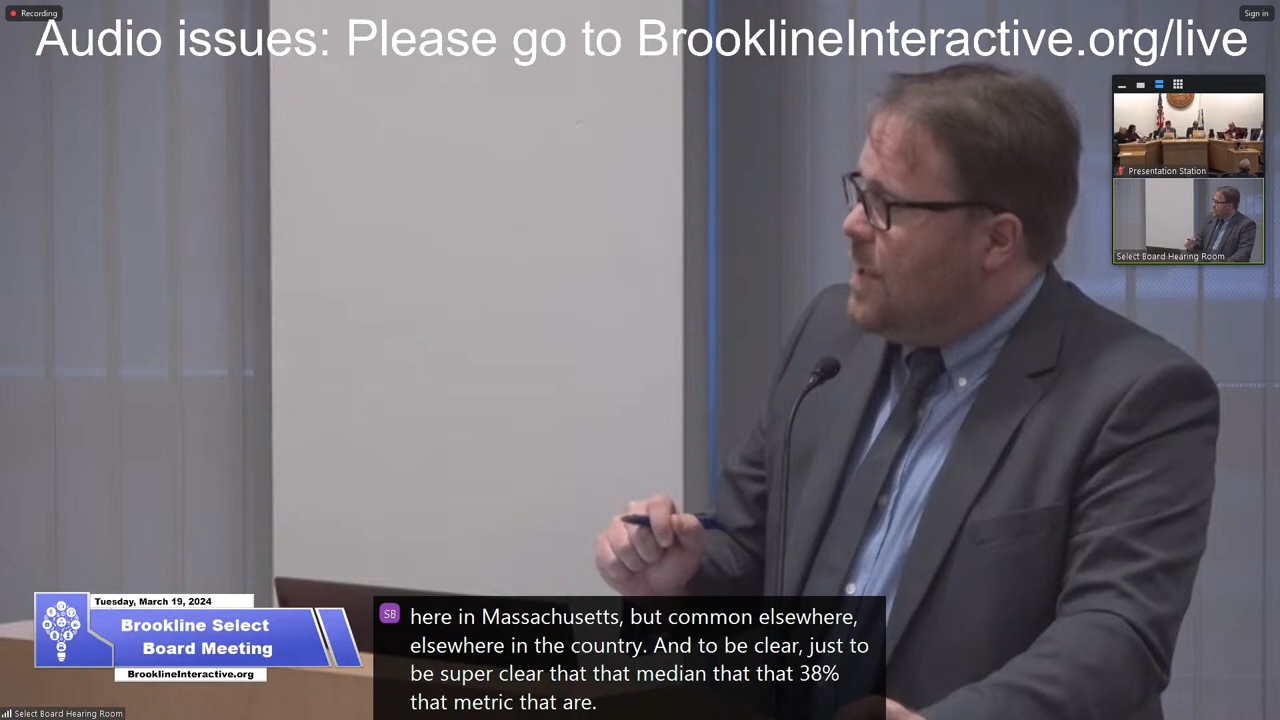 Recording
Sign in
Audio issues: Please go to BrooklineInteractive.org/live
Presentation Station
Select Board Hearing Room
Tuesday, March 19, 2024
Brookline Select
Board Meeting
BrooklineInteractive.org
SB
here in Massachusetts, but common elsewhere,
elsewhere in the country. And to be clear, just to
be super clear that that median that that 38%
that metric that are.
Select Board Hearing Room